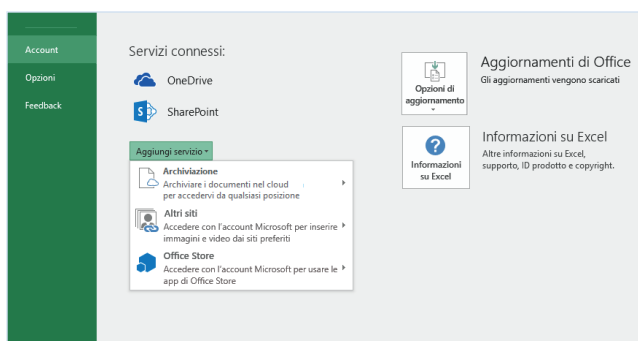 Account
Opzioni
Feedback
Servizi connessi:
OneDrive
SharePoint
Aggiungi servizio
Archiviazione
Archiviare i documenti nel cloud
per accedervi da qualsiasi posizione
Altri siti
Accedere con l'account Microsoft per inserire
immagini e video dai siti preferiti
Office Store
Accedere con l'account Microsoft per usare le
app di Office Store
Opzioni di
aggiornamento
Aggiornamenti di Office
Gli aggiornamenti vengono scaricati
Informazioni
su Excel
Informazioni su Excel
Altre informazioni su Excel,
supporto, ID prodotto e copyright.